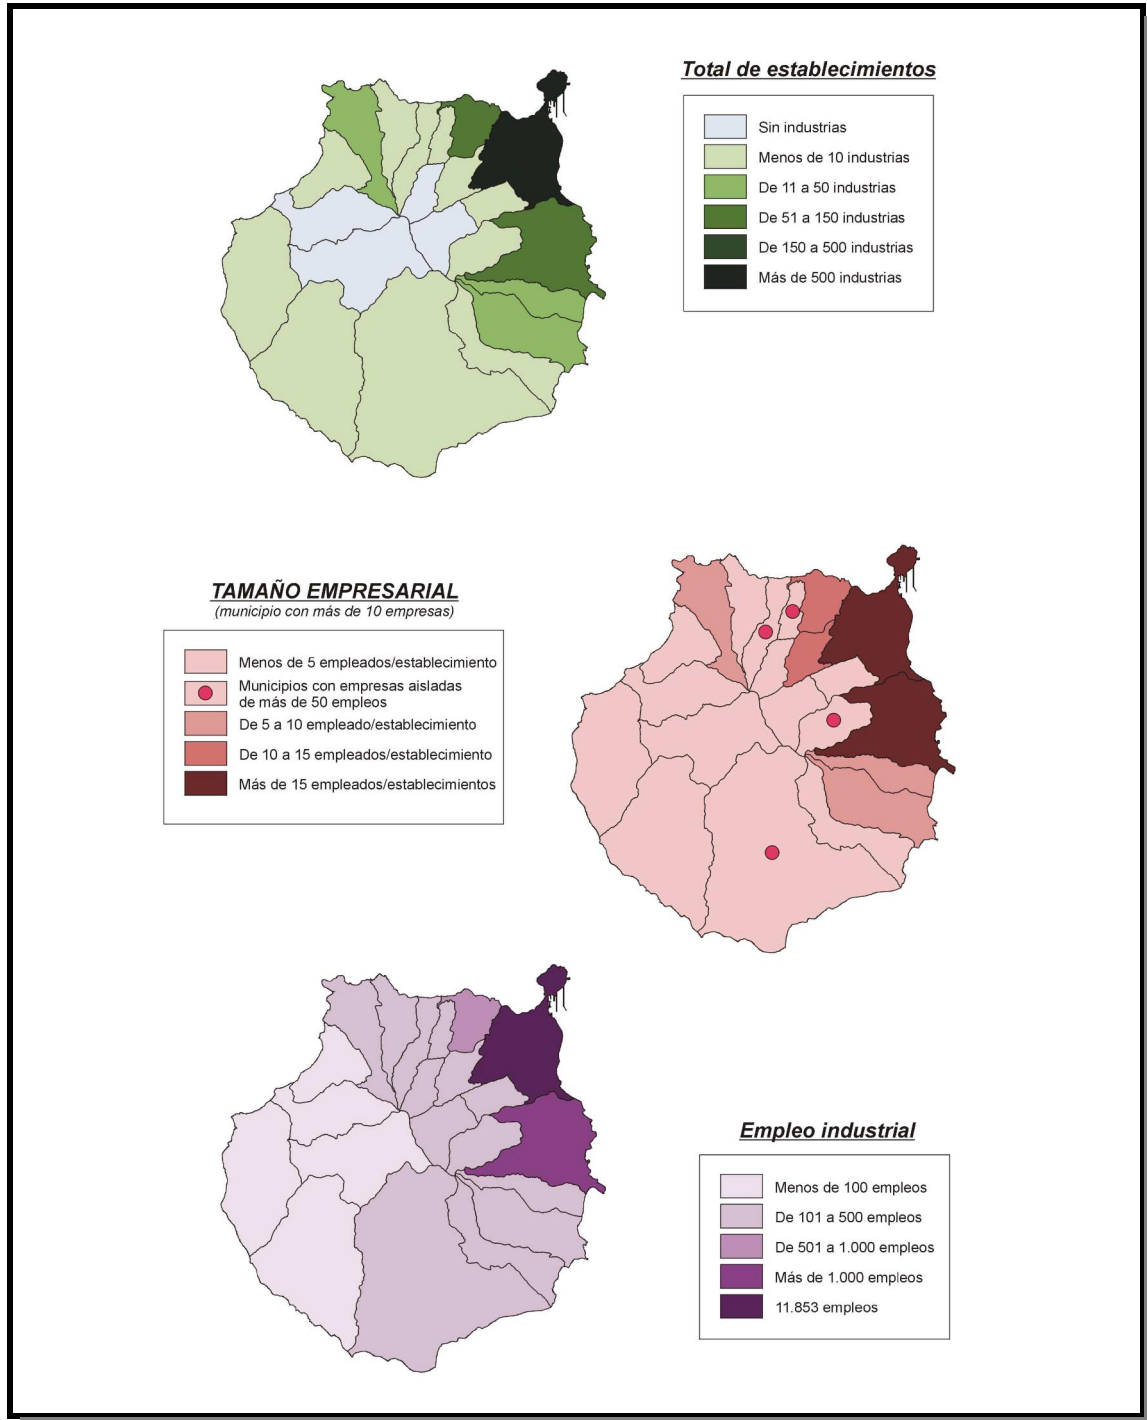 Total de establecimientos
Sin industrias
Menos de 10 industrias
De 11 a 50 industrias
De 51 a 150 industrias
De 150 a 500 industrias
Más de 500 industrias
TAMAÑO EMPRESARIAL
(municipio con más de 10 empresas)
Menos de 5 empleados/establecimiento
Municipios con empresas aisladas
de más de 50 empleos
De 5 a 10 empleado/establecimiento
De 10 a 15 empleados/establecimiento
Más de 15 empleados/establecimientos
Empleo industrial
Menos de 100 empleos
De 101 a 500 empleos
De 501 a 1.000 empleos
Más de 1.000 empleos
11.853 empleos